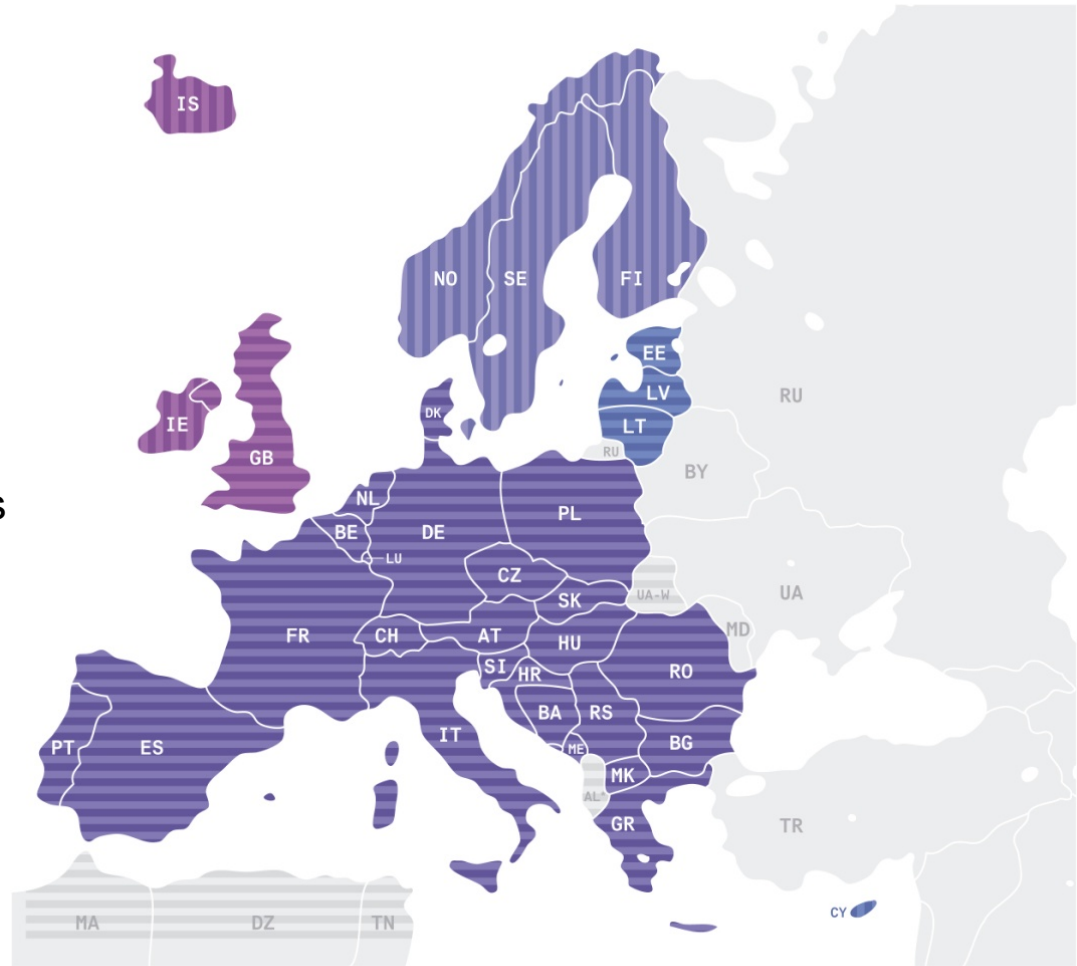 IS
NO
SE
FI
EE
LV
LT
RU
RU
DK
IE
GB
BY
NL
BE
DE
PL
s
LU
CZ
SK
UA-W
UA
FR
CH
AT
HU
MD
SI
HR
RO
PT
ES
IT
BA
RS
ME
BG
MK
AL*
GR
TR
MA
DZ
TN
CY